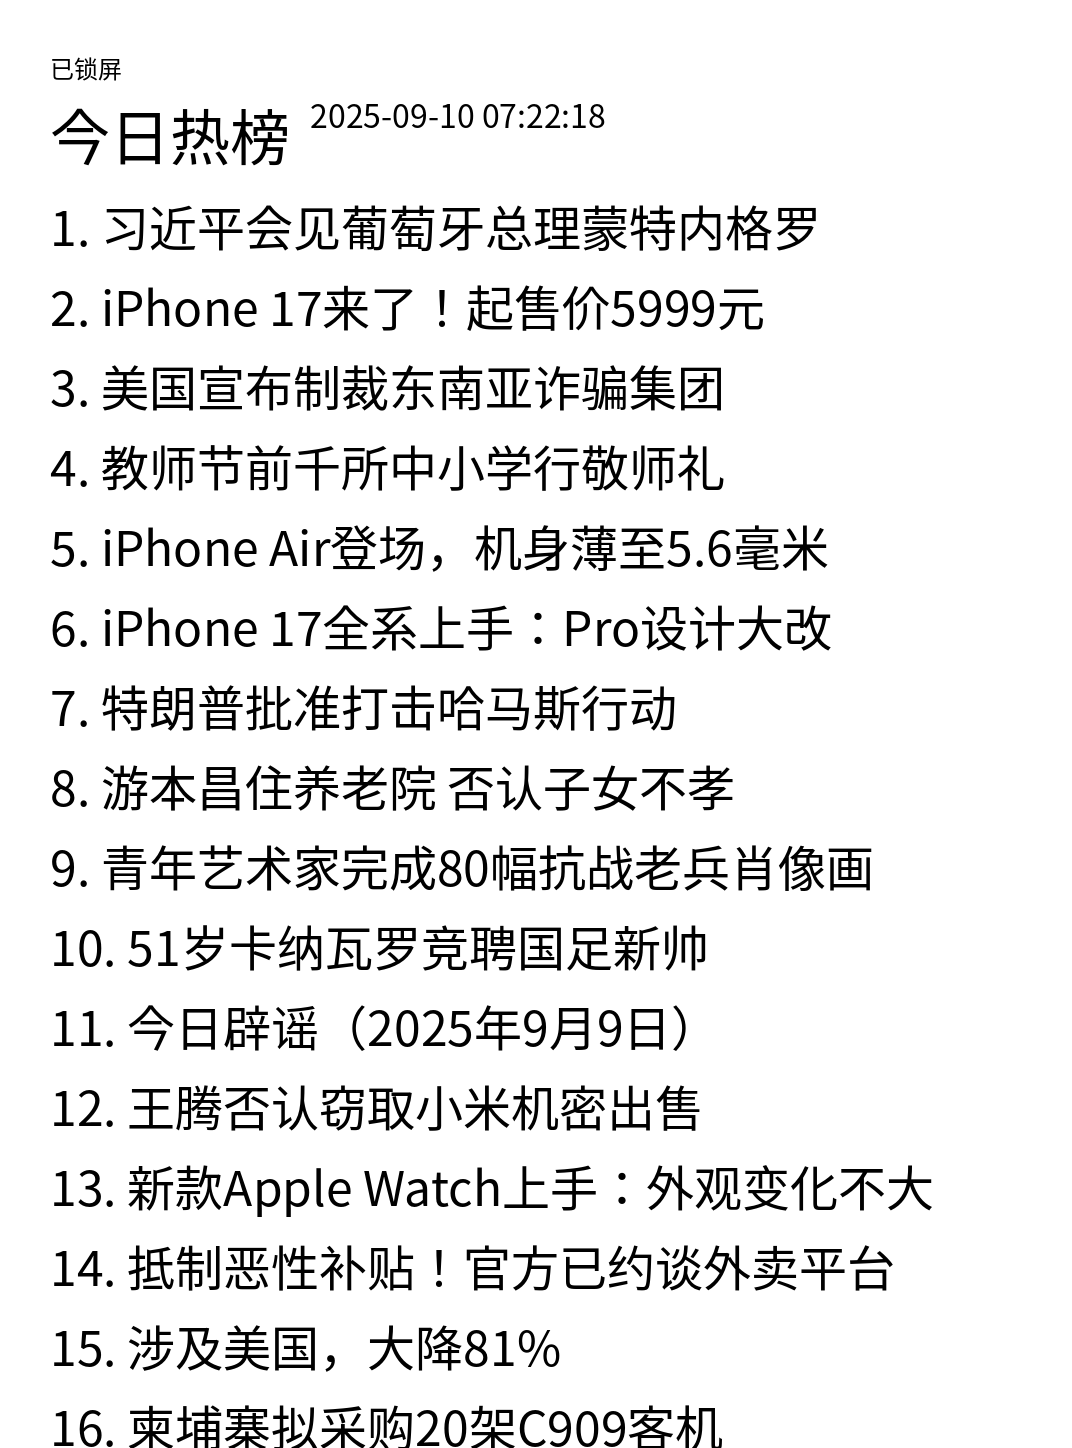 已锁屏
今日热榜 2025-09-10 07:22:18
1. 习近平会见葡萄牙总理蒙特内格罗
2. iPhone 17来了！起售价5999元
3. 美国宣布制裁东南亚诈骗集团
4. 教师节前千所中小学行敬师礼
5. iPhone Air登场，机身薄至5.6毫米
6. iPhone 17全系上手：Pro设计大改
7. 特朗普批准打击哈马斯行动
8. 游本昌住养老院 否认子女不孝
9. 青年艺术家完成80幅抗战老兵肖像画
10. 51岁卡纳瓦罗竞聘国足新帅
11. 今日辟谣（2025年9月9日）
12. 王腾否认窃取小米机密出售
13. 新款Apple Watch上手：外观变化不大
14. 抵制恶性补贴！官方已约谈外卖平台
15. 涉及美国，大降81%
16. 柬埔寨拟采购20架C909客机